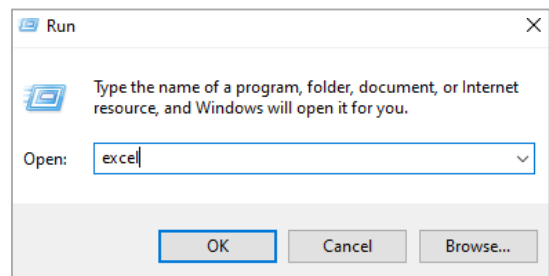 Run
Type the name of a program, folder, document, or Internet
resource, and Windows will open it for you.
Open: excel
OK Cancel Browse...